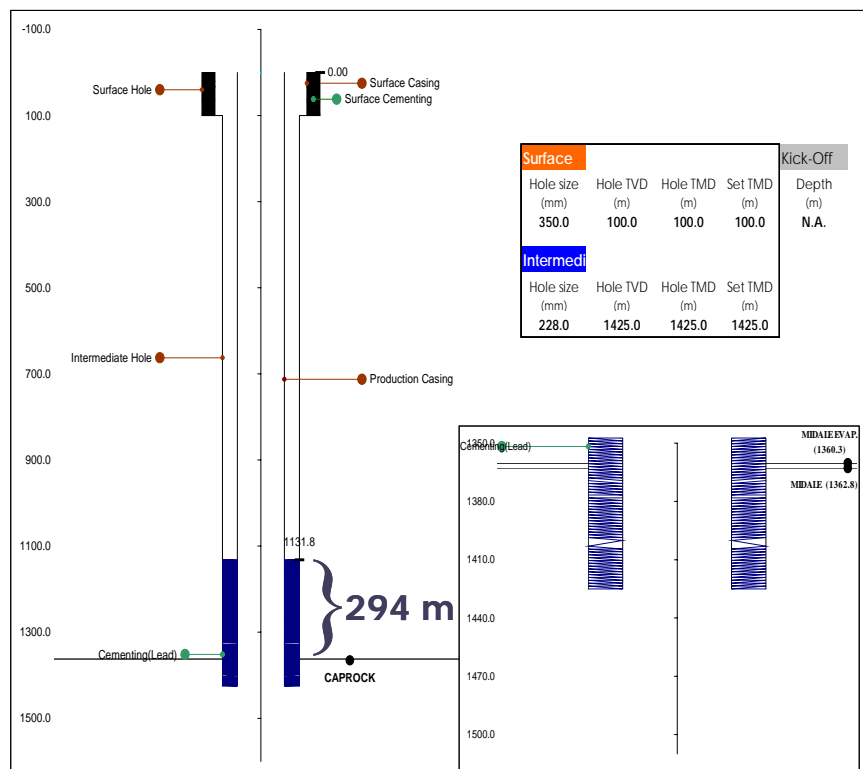 -100.0
0.00
Surface Hole
Surface Casing
Surface Cementing
100.0
300.0
500.0
Intermediate Hole
700.0
Production Casing
900.0
1100.0
1131.8
294 m
1300.0
Cementing(Lead)
CAPROCK
1500.0
Surface Kick-Off
Hole size Hole TVD Hole TMD Set TMD Depth
(mm) (m) (m) (m) (m)
350.0 100.0 100.0 100.0 N.A.
Intermedi
Hole size Hole TVD Hole TMD Set TMD
(mm) (m) (m) (m)
228.0 1425.0 1425.0 1425.0
1350.0
Cementing(Lead)
MIDALE EVAP.
(1360.3)
MIDALE (1362.8)
1380.0
1410.0
1440.0
1470.0
1500.0